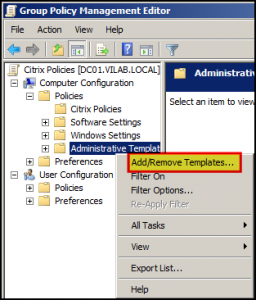 Group Policy Management Editor
File Action View Help
Citrix Policies [DC01.VILAB.LOCAL]
Computer Configuration
Policies
Citrix Policies
Software Settings
Windows Settings
Administrative Templat
Preferences
User Configuration
Policies
Preferences
Administrativ
Select an item to view
Add/Remove Templates...
Filter On
Filter Options...
Re-Apply Filter
All Tasks
View
Export List...
Help